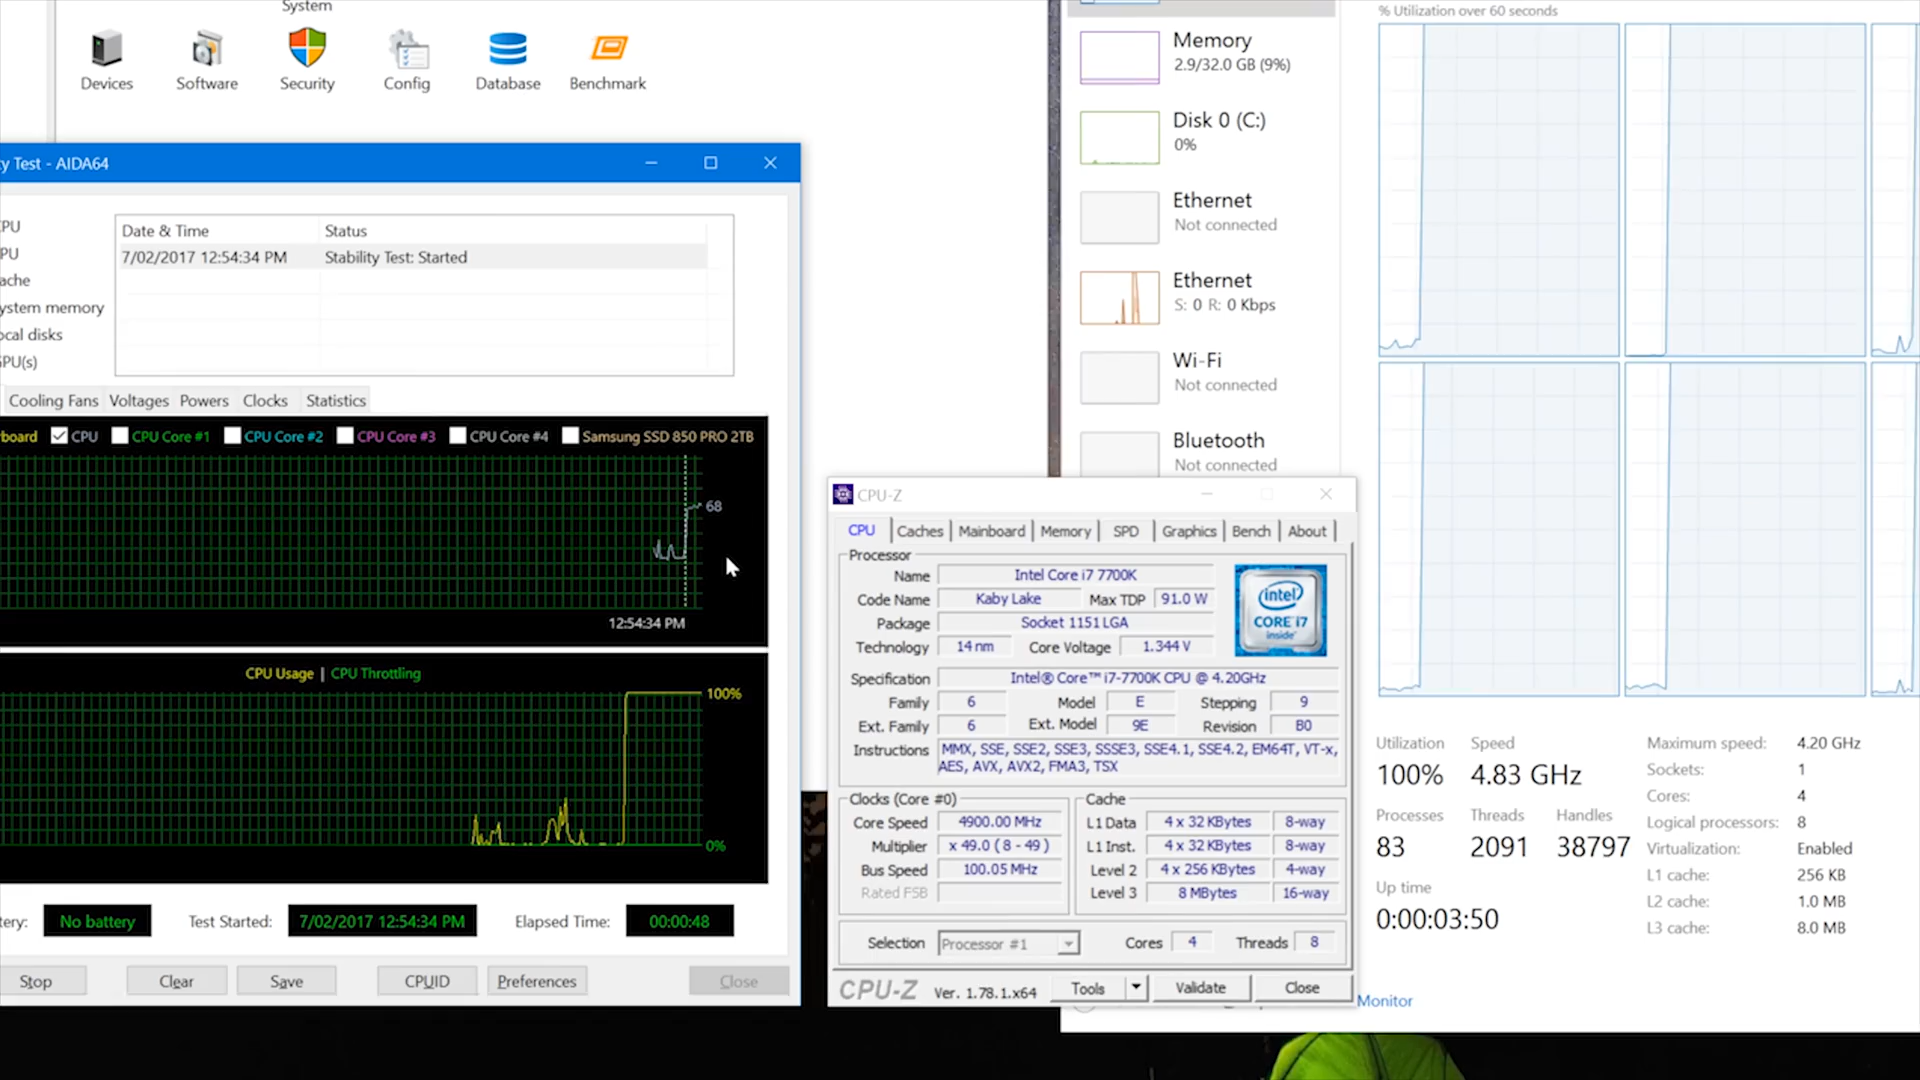 System
Devices
Software
Security
Config
Database
Benchmark
y Test - AIDA64
CPU
PU
ache
ystem memory
ocal disks
GPU(s)
Date & Time Status
7/02/2017 12:54:34 PM Stability Test: Started
Cooling Fans Voltages Powers Clocks Statistics
board CPU CPU Core #1 CPU Core #2 CPU Core #3 CPU Core #4 Samsung SSD 850 PRO 2TB
68
12:54:34 PM
CPU Usage | CPU Throttling
100%
0%
tery: No battery Test Started: 7/02/2017 12:54:34 PM Elapsed Time: 00:00:48
Stop Clear Save CPUID Preferences Close
Memory
2.9/32.0 GB (9%)
Disk 0 (C:)
0%
Ethernet
Not connected
Ethernet
S: 0 R: 0 Kbps
Wi-Fi
Not connected
Bluetooth
Not connected
CPU-Z
CPU Caches Mainboard Memory SPD Graphics Bench About
Processor
Name Intel Core i7 7700K
Code Name Kaby Lake Max TDP 91.0 W
Package Socket 1151 LGA
Technology 14 nm Core Voltage 1.344 V
intel
CORE i7
inside
Specification Intel® Core™ i7-7700K CPU @ 4.20GHz
Family 6 Model E Stepping 9
Ext. Family 6 Ext. Model 9E Revision B0
Instructions MMX, SSE, SSE2, SSE3, SSSE3, SSE4.1, SSE4.2, EM64T, VT-x,
AES, AVX, AVX2, FMA3, TSX
Clocks (Core #0)
Core Speed 4900.00 MHz
Multiplier x 49.0 ( 8 - 49 )
Bus Speed 100.05 MHz
Rated FSB
Cache
L1 Data 4 x 32 KBytes 8-way
L1 Inst. 4 x 32 KBytes 8-way
Level 2 4 x 256 KBytes 4-way
Level 3 8 MBytes 16-way
Selection Processor #1 Cores 4 Threads 8
CPU-Z Ver. 1.78.1.x64 Tools Validate Close
% Utilization over 60 seconds
Utilization Speed
100% 4.83 GHz
Processes Threads Handles
83 2091 38797
Up time
0:00:03:50
Maximum speed: 4.20 GHz
Sockets: 1
Cores: 4
Logical processors: 8
Virtualization: Enabled
L1 cache: 256 KB
L2 cache: 1.0 MB
L3 cache: 8.0 MB
Monitor